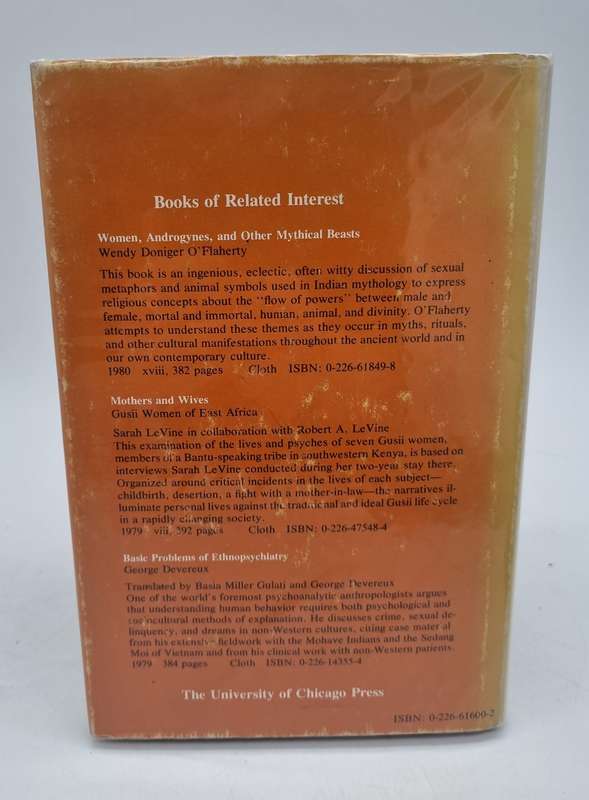 Books of Related Interest
Women, Androgynes, and Other Mythical Beasts
Wendy Doniger O'Flaherty
This book is an ingenious, eclectic, often witty discussion of sexual
metaphors and animal symbols used in Indian mythology to express
religious concepts about the "flow of powers" between male and
female, mortal and immortal, human, animal, and divinity. O'Flaherty
attempts to understand these themes as they occur in myths, rituals,
and other cultural manifestations throughout the ancient world and in
our own contemporary culture.
1980 xviii, 382 pages Cloth ISBN: 0-226-61849-8
Mothers and Wives
Gusii Women of East Africa
Sarah LeVine in collaboration with Robert A. LeVine
This examination of the lives and psyches of seven Gusii women,
members of a Bantu-speaking tribe in southwestern Kenya, is based on
interviews Sarah LeVine conducted during her two-year stay there.
Organized around critical incidents in the lives of each subject—
childbirth, desertion, a fight with a mother-in-law—the narratives il-
luminate personal lives against the traditional and ideal Gusii life cycle
in a rapidly changing society.
1979 viii, 392 pages Cloth ISBN: 0-226-47548-4
Basic Problems of Ethnopsychiatry
George Devereux
Translated by Basia Miller Gulati and George Devereux
One of the world's foremost psychoanalytic anthropologists argues
that understanding human behavior requires both psychological and
sociocultural methods of explanation. He discusses crime, sexual de-
linquency, and dreams in non-Western cultures, citing case material
from his extensive fieldwork with the Mohave Indians and the Sedang
Moi of Vietnam and from his clinical work with non-Western patients.
1979 384 pages Cloth ISBN: 0-226-14355-4
The University of Chicago Press
ISBN: 0-226-61600-2